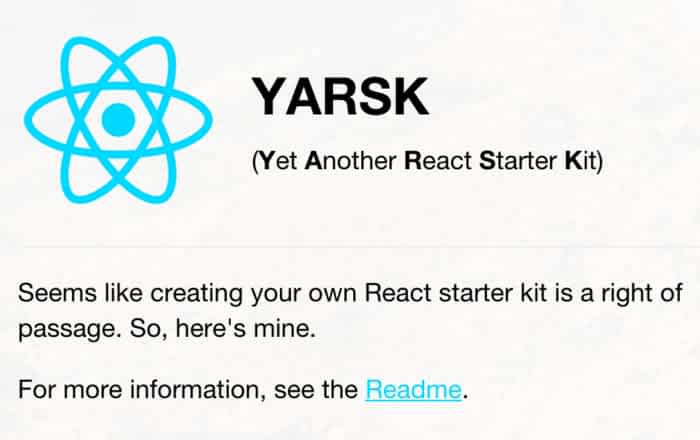 YARSK
(Yet Another React Starter Kit)
Seems like creating your own React starter kit is a right of
passage. So, here's mine.
For more information, see the Readme.